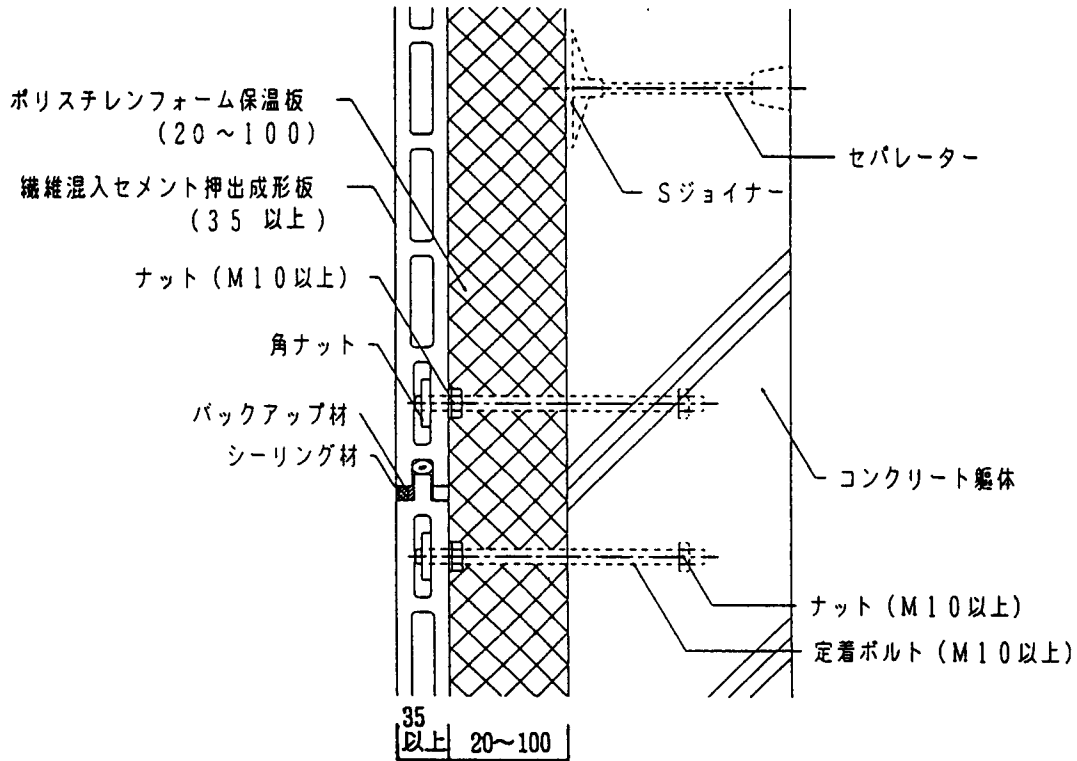 ポリスチレンフォーム保温板
(20～100)
繊維混入セメント押出成形板
(35 以上)
ナット(M10以上)
角ナット
バックアップ材
シーリング材
セパレーター
Sジョイナー
コンクリート躯体
ナット(M10以上)
定着ボルト(M10以上)
35
以上
20～100